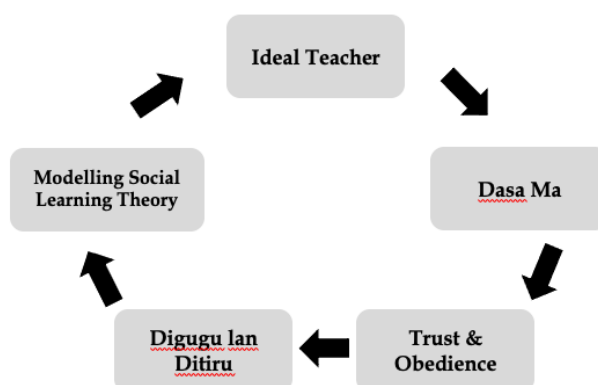 Ideal Teacher
Dasa Ma
Trust &
Obedience
Digugu lan
Ditiru
Modelling Social
Learning Theory